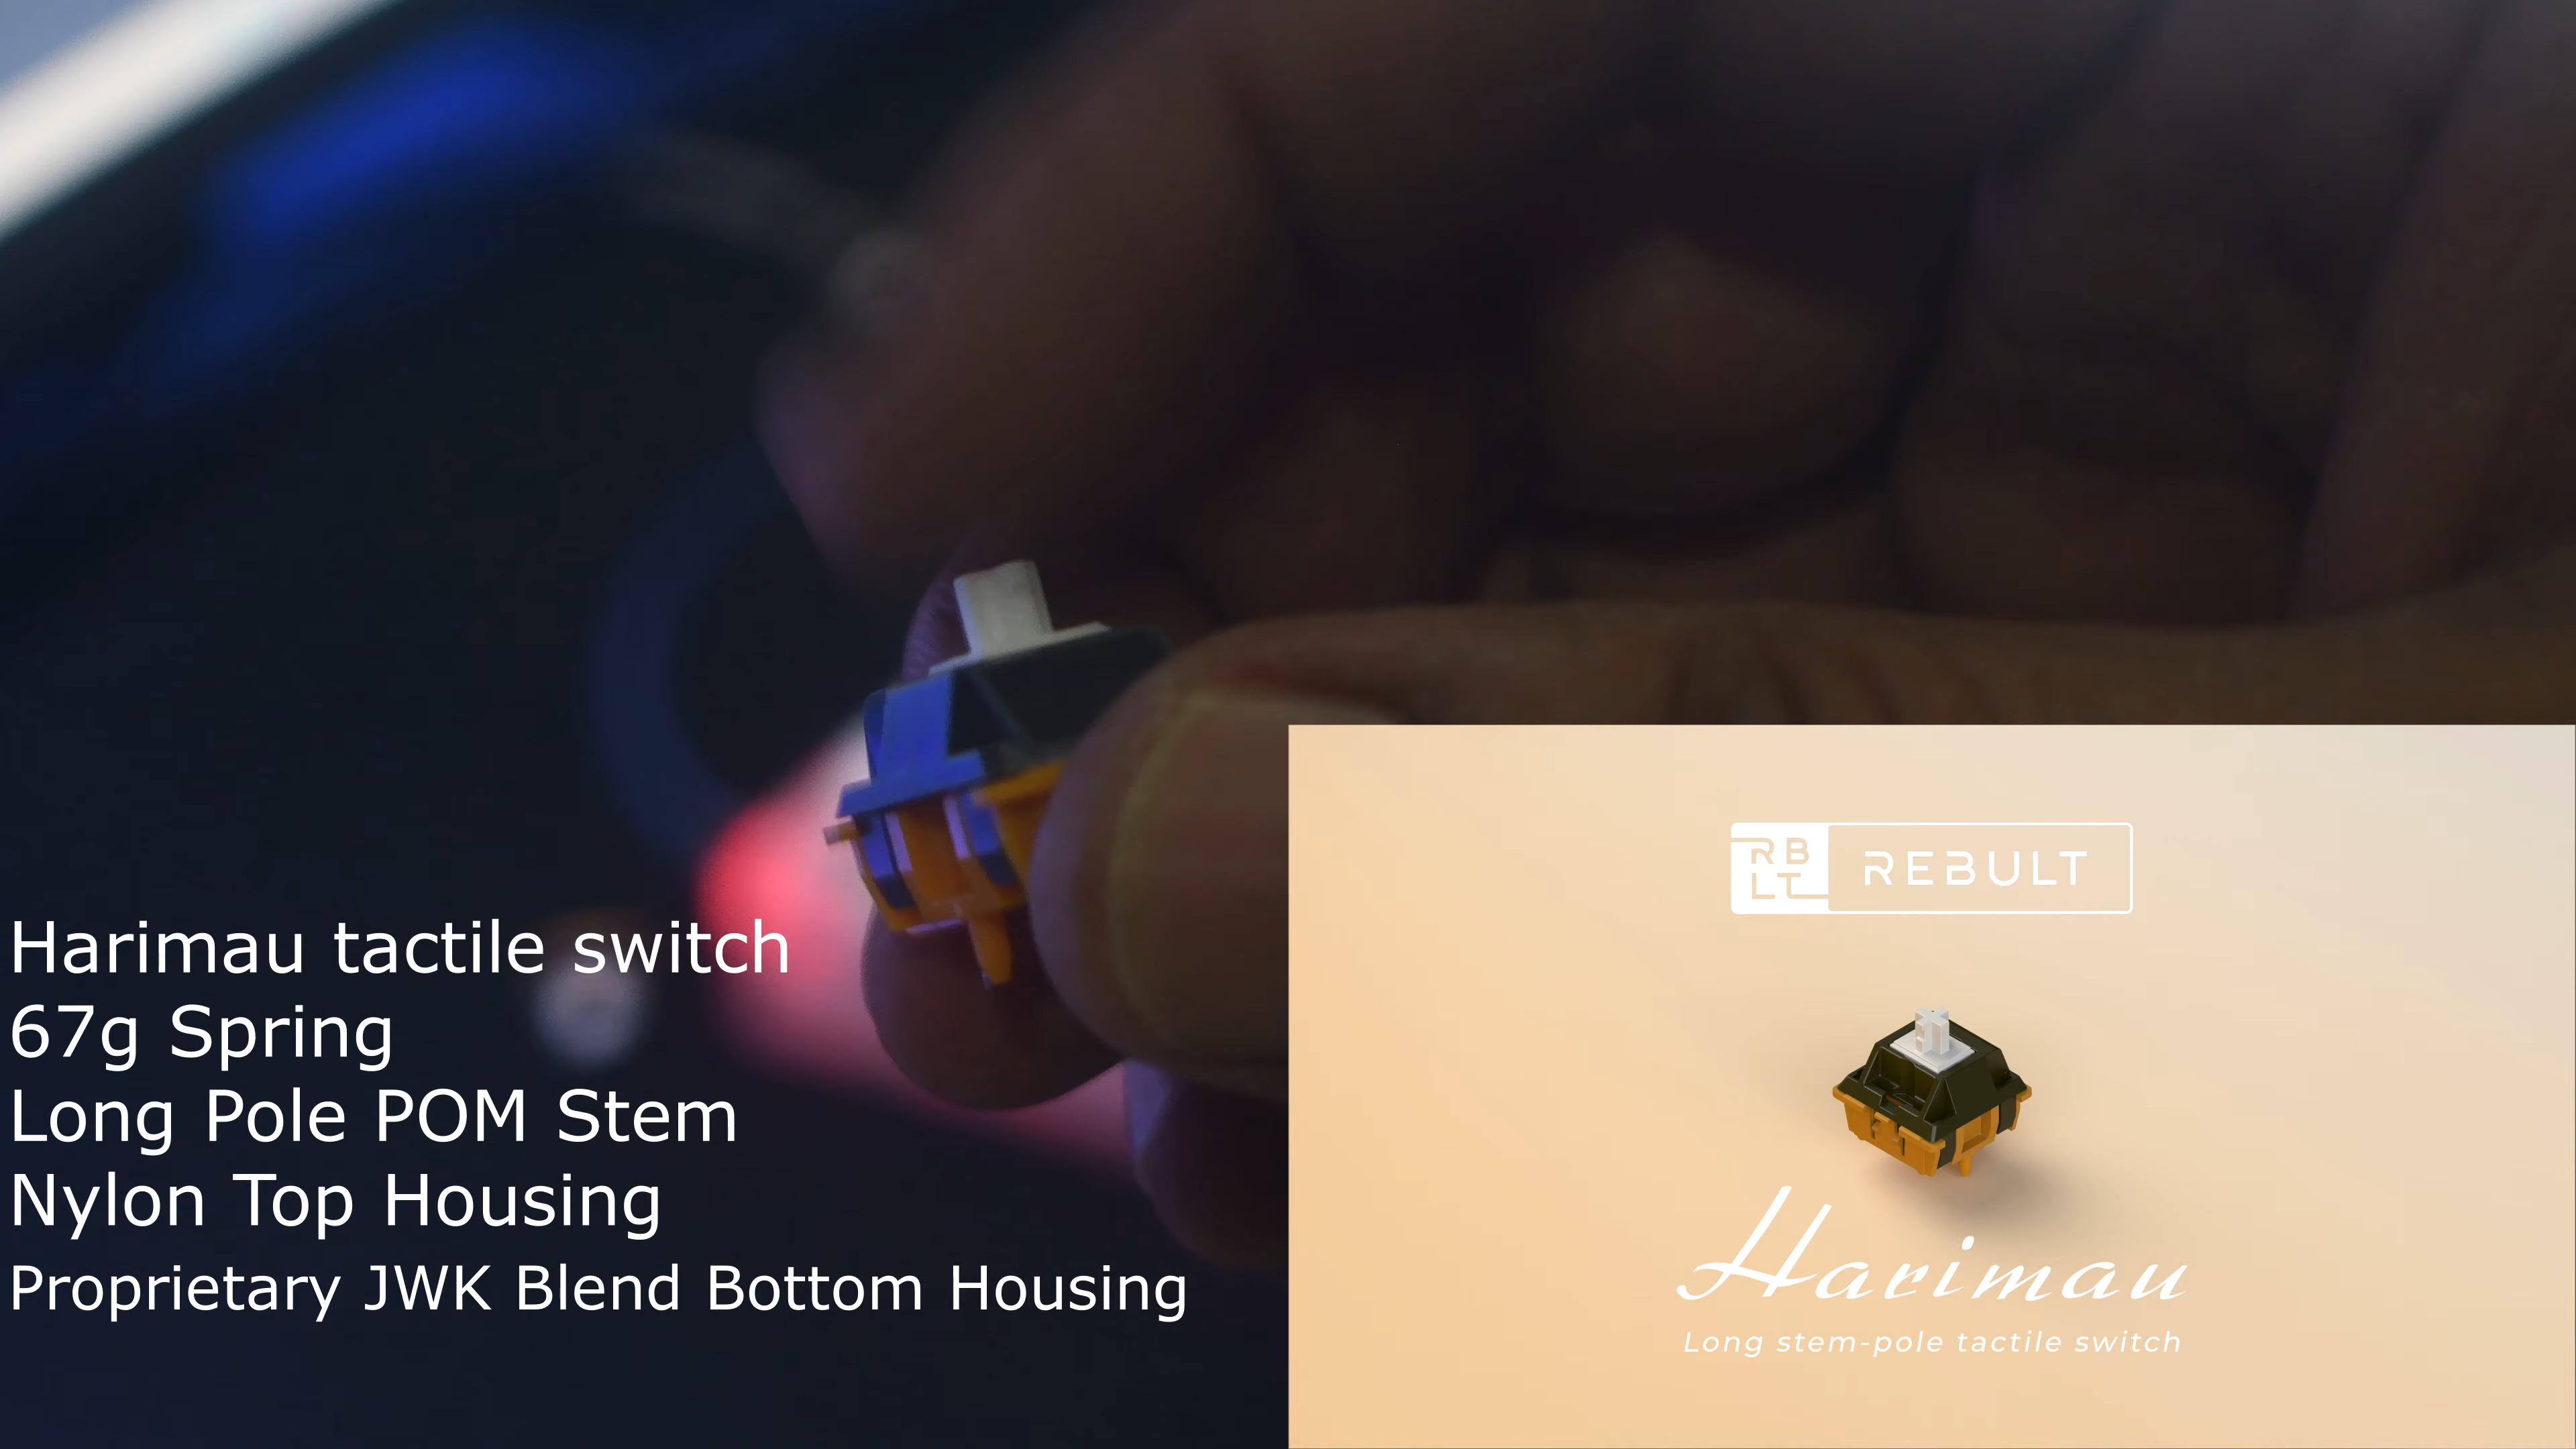 Harimau tactile switch
67g Spring
Long Pole POM Stem
Nylon Top Housing
Proprietary JWK Blend Bottom Housing
RB
LT
REBULT
Harimau
Long stem-pole tactile switch